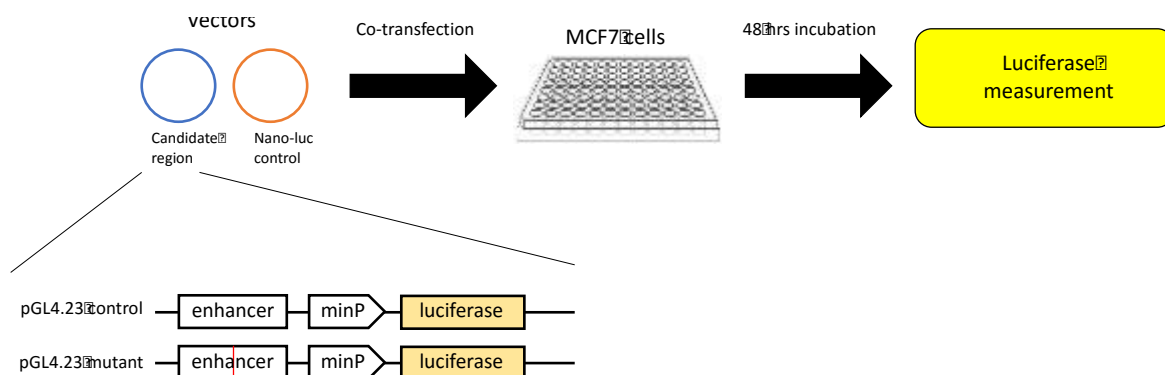 vectors
Co-transfection
MCF7⍰cells
48⍰hrs incubation
Luciferase⍰
measurement
Candidate⍰
region
Nano-luc
control
pGL4.23⍰control
enhancer
minP
luciferase
pGL4.23⍰mutant
enhancer
minP
luciferase